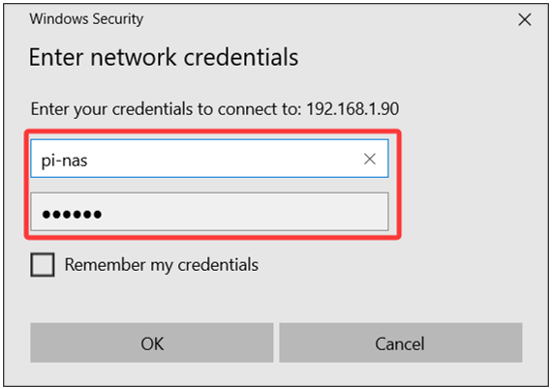 Windows Security
Enter network credentials
Enter your credentials to connect to: 192.168.1.90
pi-nas
●●●●●●
Remember my credentials
OK
Cancel